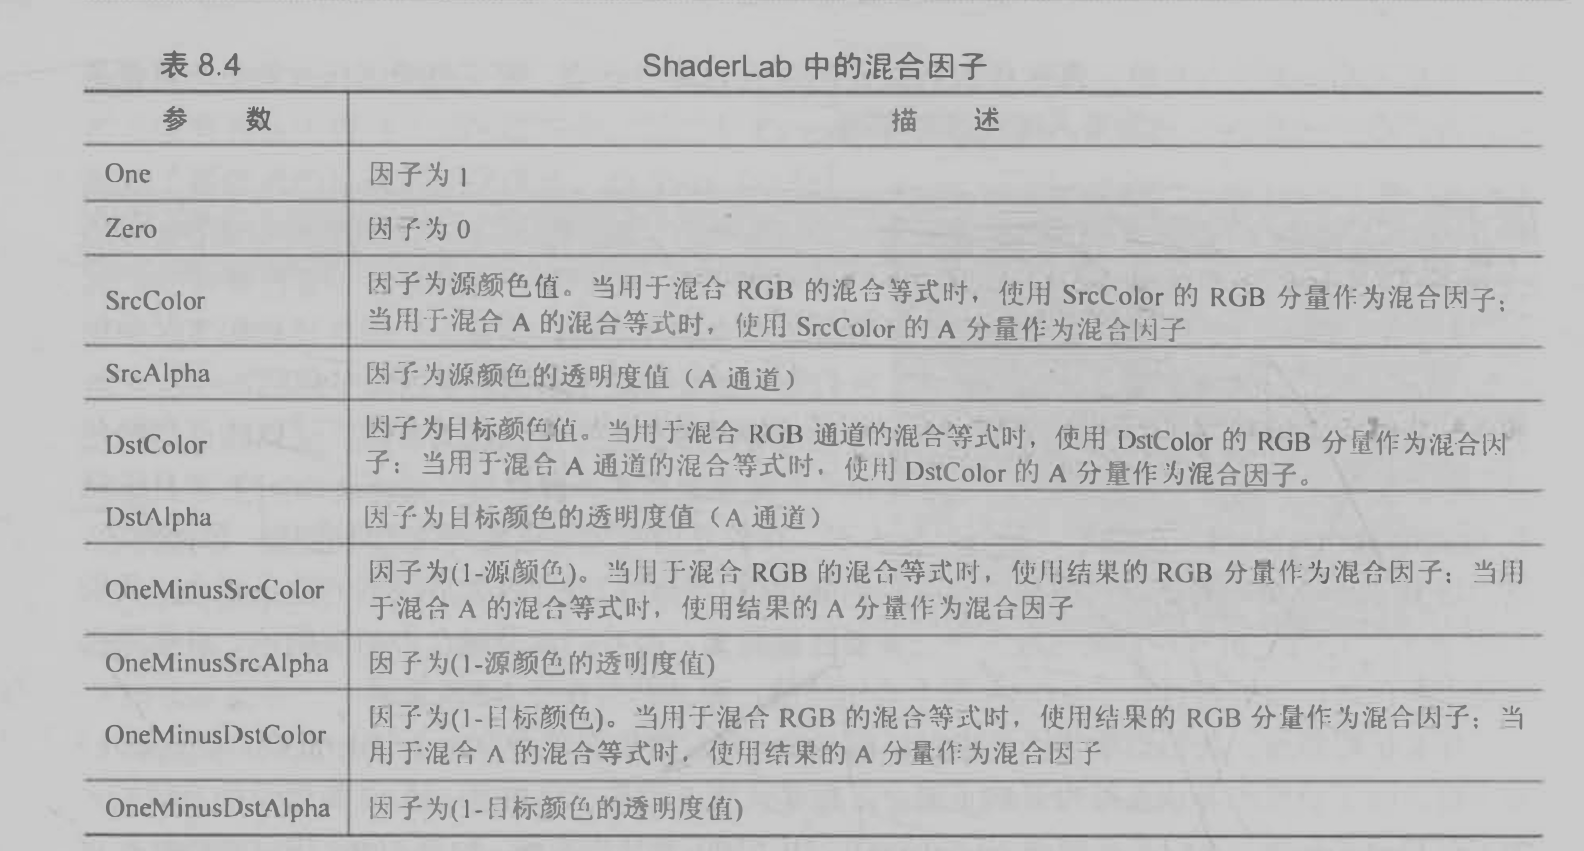 表 8.4 ShaderLab 中的混合因子
参 数 描 述
One 因子为 1
Zero 因子为 0
SrcColor 因子为源颜色值。当用于混合 RGB 的混合等式时，使用 SrcColor 的 RGB 分量作为混合因子；
当用于混合 A 的混合等式时，使用 SrcColor 的 A 分量作为混合因子
SrcAlpha 因子为源颜色的透明度值（A 通道）
DstColor 因子为目标颜色值。当用于混合 RGB 通道的混合等式时，使用 DstColor 的 RGB 分量作为混合因
子；当用于混合 A 通道的混合等式时，使用 DstColor 的 A 分量作为混合因子。
DstAlpha 因子为目标颜色的透明度值（A 通道）
OneMinusSrcColor 因子为(1-源颜色)。当用于混合 RGB 的混合等式时，使用结果的 RGB 分量作为混合因子；当用
于混合 A 的混合等式时，使用结果的 A 分量作为混合因子
OneMinusSrcAlpha 因子为(1-源颜色的透明度值)
OneMinusDstColor 因子为(1-目标颜色)。当用于混合 RGB 的混合等式时，使用结果的 RGB 分量作为混合因子；当
用于混合 A 的混合等式时，使用结果的 A 分量作为混合因子
OneMinusDstAlpha 因子为(1-目标颜色的透明度值)